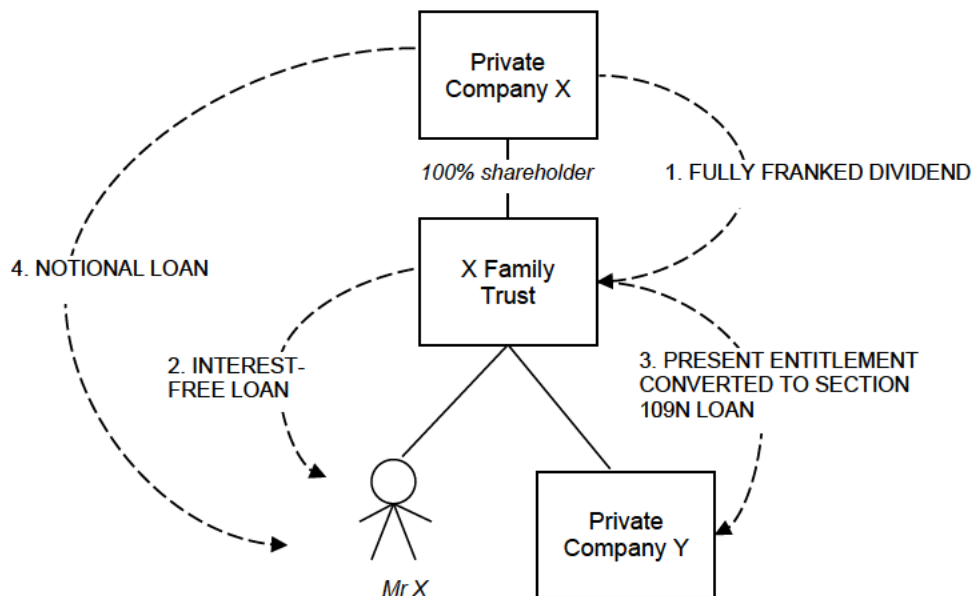 Private
Company X
100% shareholder
1. FULLY FRANKED DIVIDEND
4. NOTIONAL LOAN
X Family
Trust
2. INTEREST-
FREE LOAN
3. PRESENT ENTITLEMENT
CONVERTED TO SECTION
109N LOAN
Private
Company Y
Mr X